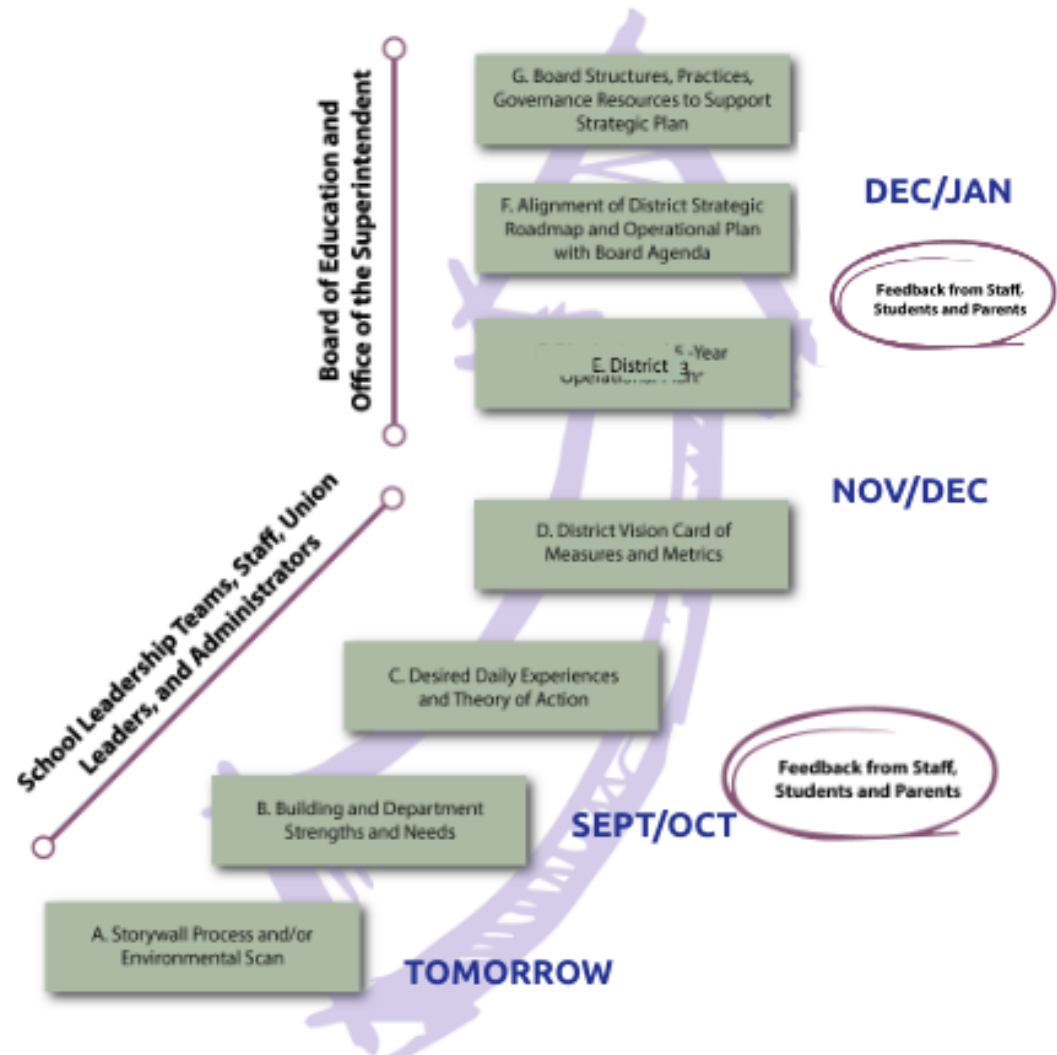 G. Board Structures, Practices,
Governance Resources to Support
Strategic Plan
Board of Education and
Office of the Superintendent
DEC/JAN
F. Alignment of District Strategic
Roadmap and Operational Plan
with Board Agenda
Feedback from Staff,
Students and Parents
-Year
E. District 3
NOV/DEC
D. District Vision Card of
Measures and Metrics
School Leadership Teams, Staff, Union
Leaders, and Administrators
C. Desired Daily Experiences
and Theory of Action
Feedback from Staff,
Students and Parents
B. Building and Department
Strengths and Needs
SEPT/OCT
A. Storywall Process and/or
Environmental Scan
TOMORROW